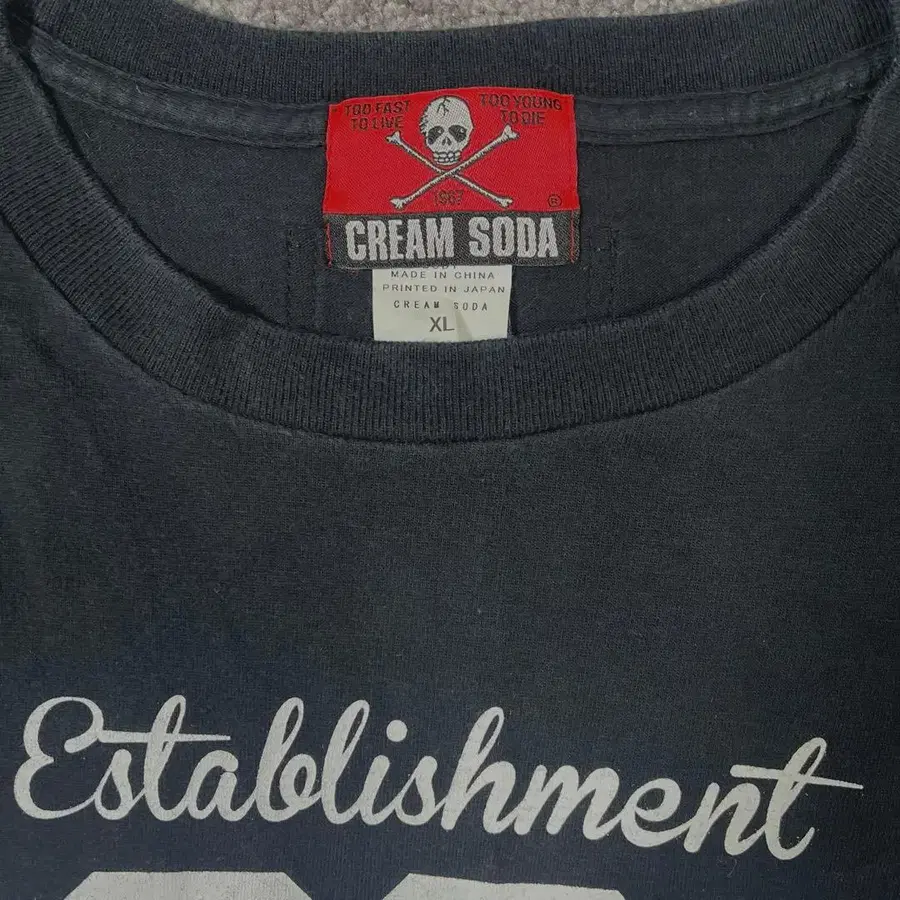 TOO FAST TOO YOUNG
TO LIVE TO DIE
1967
®
CREAM SODA
MADE IN CHINA
PRINTED IN JAPAN
CREAM SODA
XL
Establishment